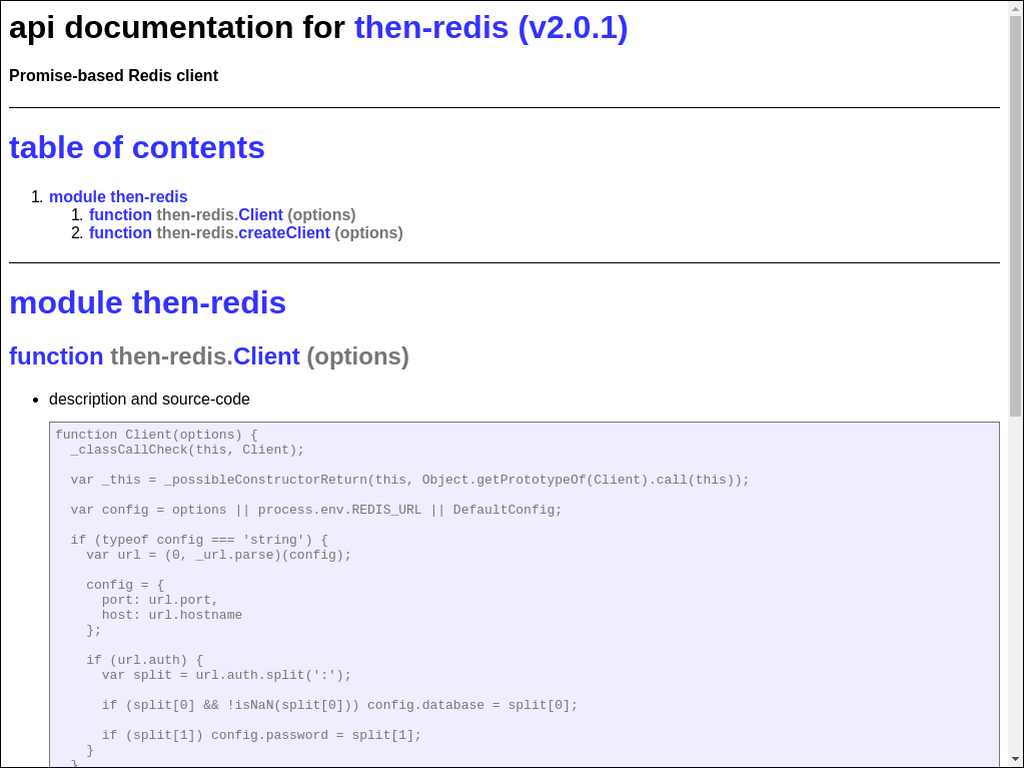 api documentation for then-redis (v2.0.1)
Promise-based Redis client
table of contents
1. module then-redis
1. function then-redis.Client (options)
2. function then-redis.createClient (options)
module then-redis
function then-redis.Client (options)
• description and source-code
function Client(options) {
  _classCallCheck(this, Client);
  var _this = _possibleConstructorReturn(this, Object.getPrototypeOf(Client).call(this));
  var config = options || process.env.REDIS_URL || DefaultConfig;
  if (typeof config === 'string') {
    var url = (0, _url.parse)(config);
    config = {
      port: url.port,
      host: url.hostname
    };
    if (url.auth) {
      var split = url.auth.split(':');
      if (split[0] && !isNaN(split[0])) config.database = split[0];
      if (split[1]) config.password = split[1];
    }
  }